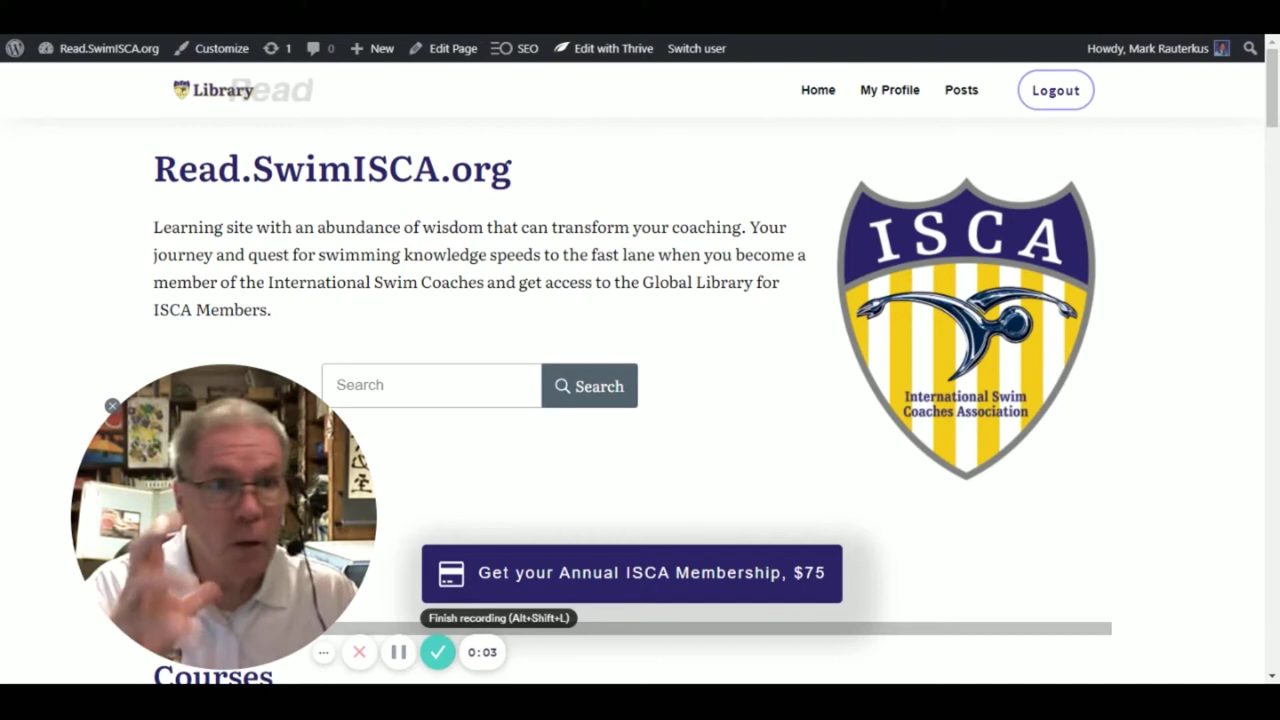 Read.SwimISCA.org Customize 1 0 New Edit Page SEO Edit with Thrive Switch user Howdy, Mark Rauterkus
Library Read Home My Profile Posts Logout
Read.SwimISCA.org
Learning site with an abundance of wisdom that can transform your coaching. Your
journey and quest for swimming knowledge speeds to the fast lane when you become a
member of the International Swim Coaches and get access to the Global Library for
ISCA Members.
ISCA
International Swim
Coaches Association
Search Search
Get your Annual ISCA Membership, $75
Finish recording (Alt+Shift+L)
0:03
Courses